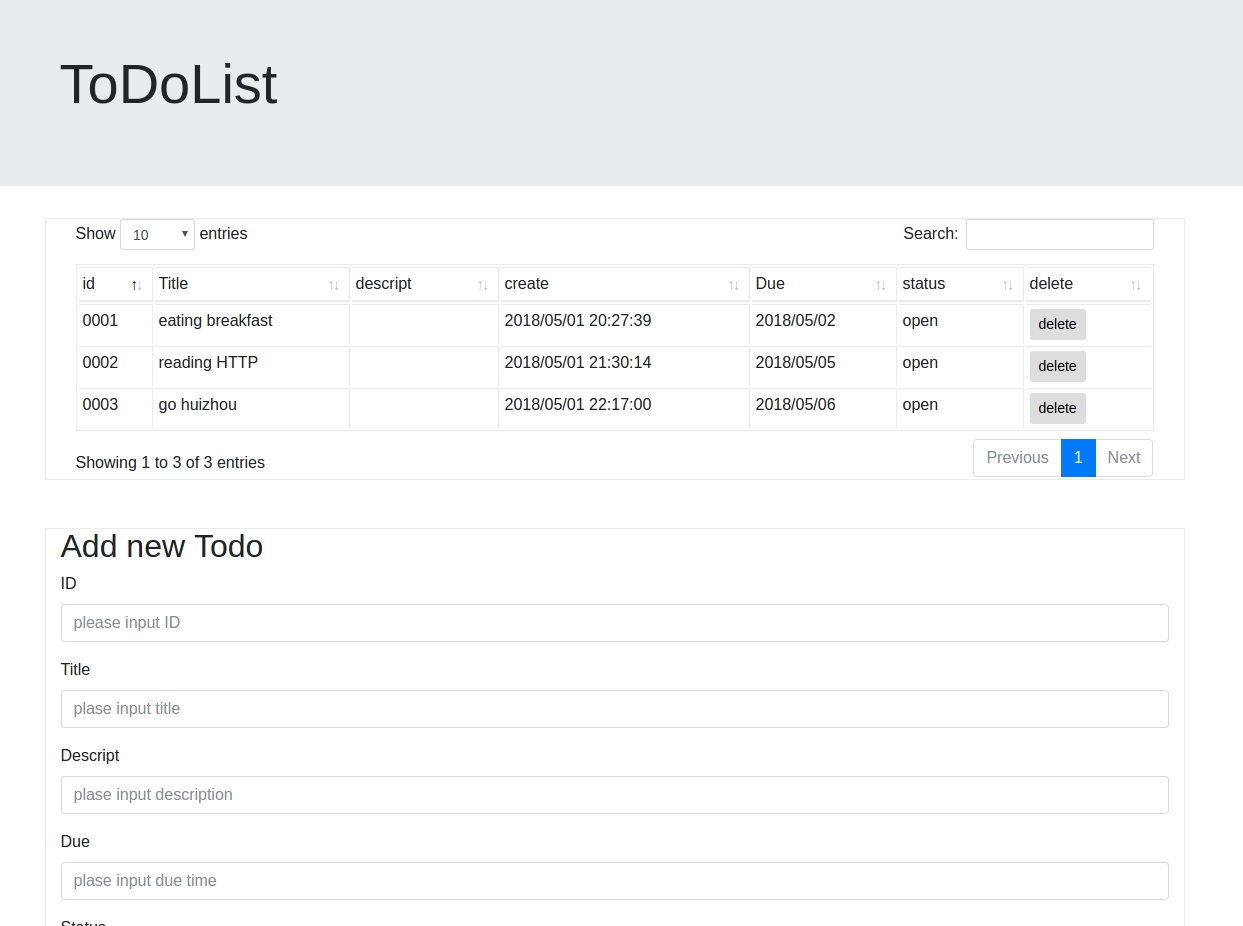 ToDoList
Show 10 entries Search:
id Title descript create Due status delete
0001 eating breakfast 2018/05/01 20:27:39 2018/05/02 open delete
0002 reading HTTP 2018/05/01 21:30:14 2018/05/05 open delete
0003 go huizhou 2018/05/01 22:17:00 2018/05/06 open delete
Showing 1 to 3 of 3 entries Previous 1 Next
Add new Todo
ID
please input ID
Title
plase input title
Descript
plase input description
Due
plase input due time
Status